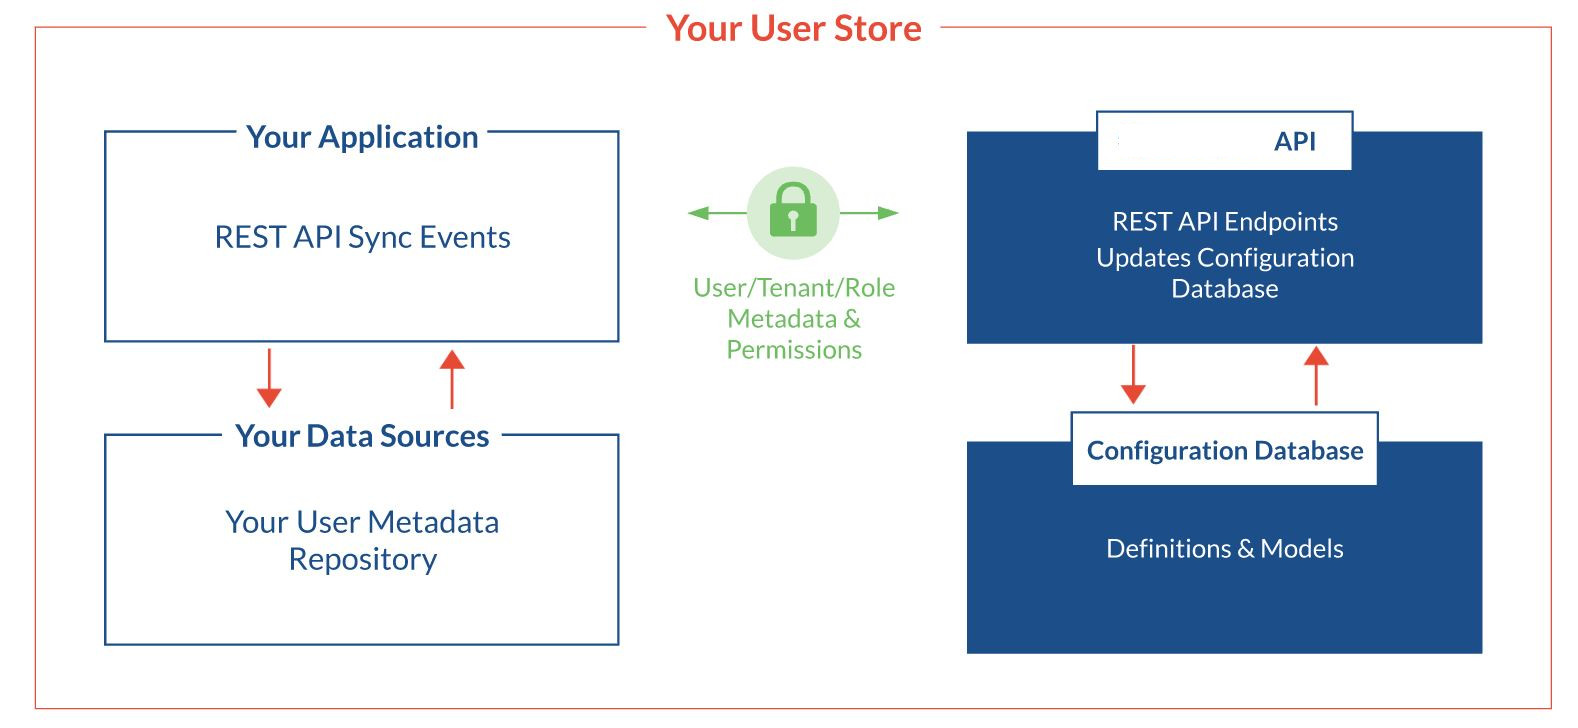 Your User Store
Your Application
REST API Sync Events
Your Data Sources
Your User Metadata
Repository
User/Tenant/Role
Metadata &
Permissions
API
REST API Endpoints
Updates Configuration
Database
Configuration Database
Definitions & Models